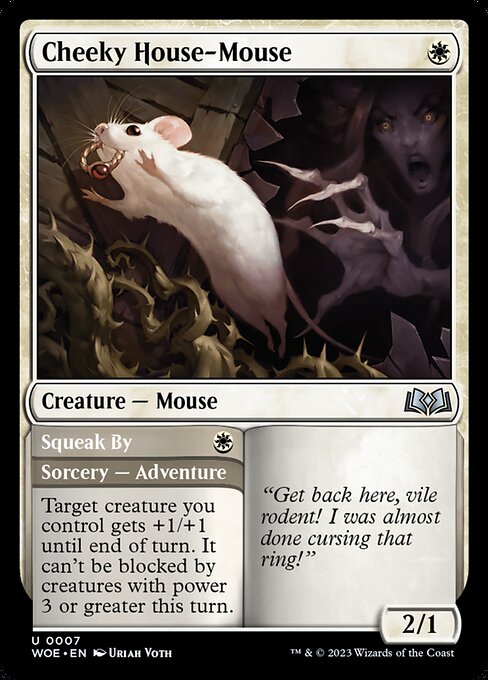 Cheeky House-Mouse
Creature — Mouse
Squeak By
Sorcery — Adventure
Target creature you
control gets +1/+1
until end of turn. It
can't be blocked by
creatures with power
3 or greater this turn.
“Get back here, vile
rodent! I was almost
done cursing that
ring!”
2/1
U 0007
WOE • EN Uriah Voth
™ & © 2023 Wizards of the Coast